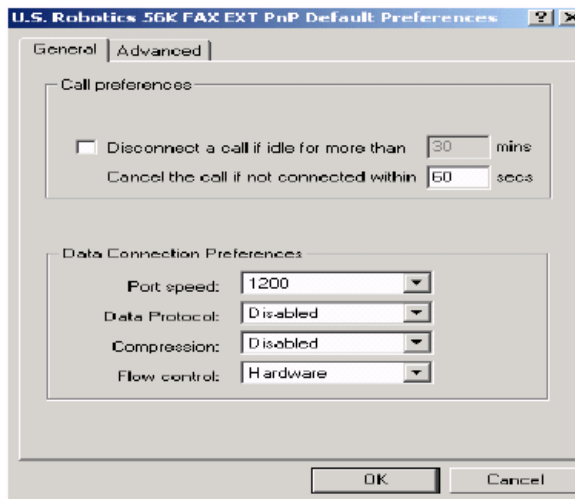 U.S. Robotics 56K FAX EXT PnP Default Preferences
General Advanced
Call preferences
Disconnect a call if idle for more than 30 mins
Cancel the call if not connected within 60 secs
Data Connection Preferences
Port speed: 1200
Data Protocol: Disabled
Compression: Disabled
Flow control: Hardware
OK Cancel